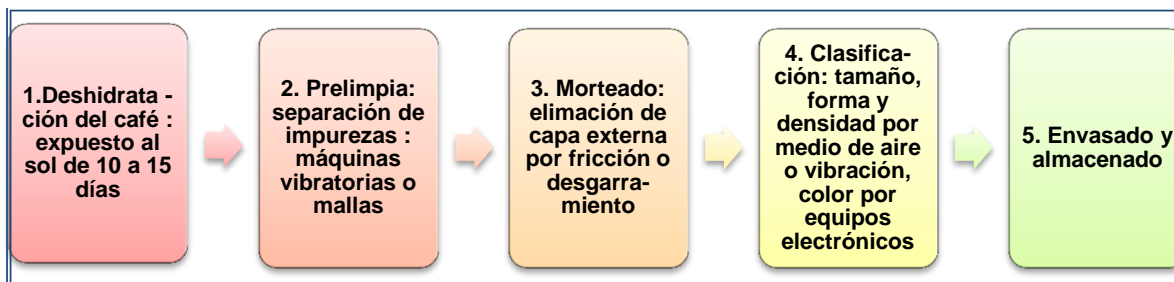 1.Deshidrata -
ción del café :
expuesto al
sol de 10 a 15
días
2. Prelimpia:
separación de
impurezas :
máquinas
vibratorias o
mallas
3. Morteado:
elimación de
capa externa
por fricción o
desgarra-
miento
4. Clasifica-
ción: tamaño,
forma y
densidad por
medio de aire
o vibración,
color por
equipos
electrónicos
5. Envasado y
almacenado